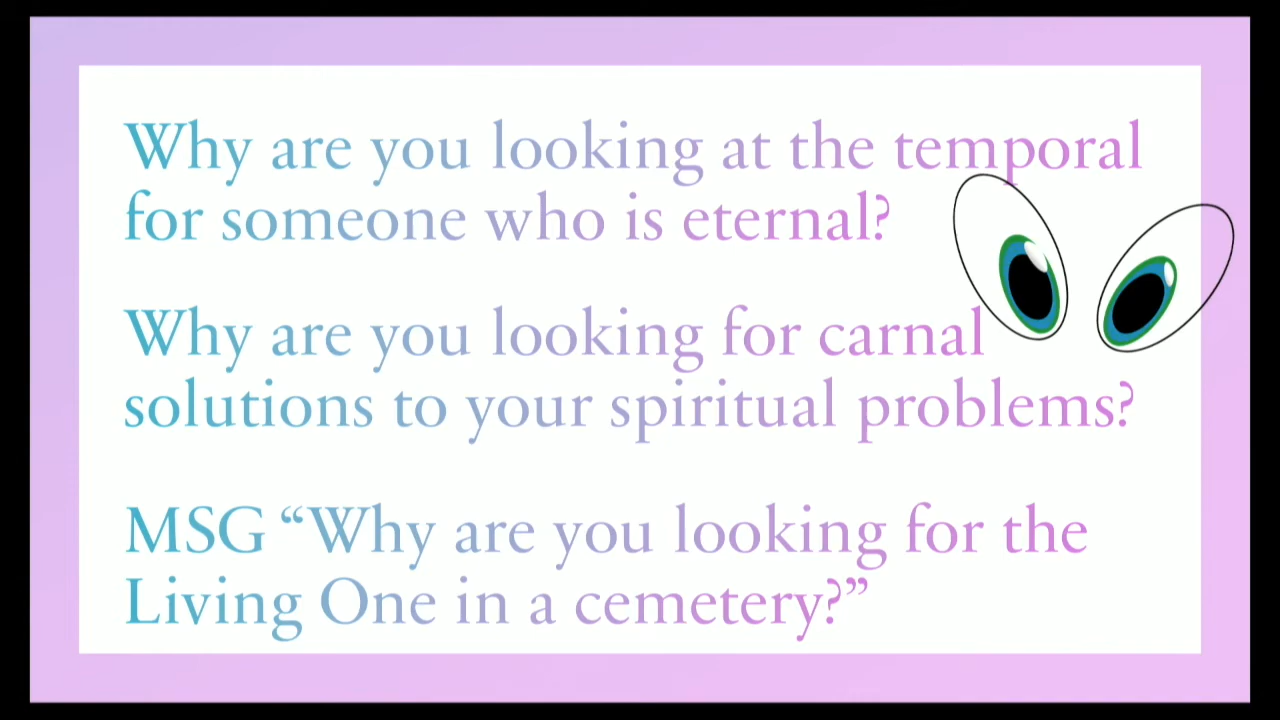 Why are you looking at the temporal
for someone who is eternal?
Why are you looking for carnal
solutions to your spiritual problems?
MSG “Why are you looking for the
Living One in a cemetery?”